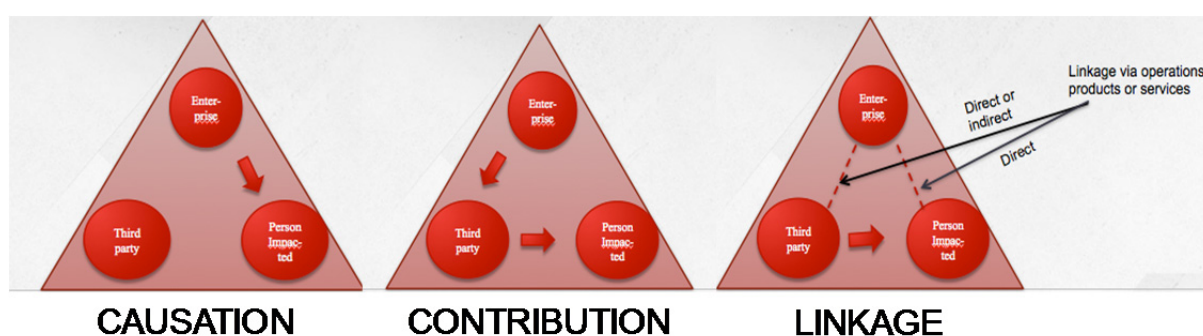 Enter-
prise
Third
party
Person
Impac-
ted
CAUSATION
Enter-
prise
Third
party
Person
Impac-
ted
CONTRIBUTION
Enter-
prise
Third
party
Person
Impac-
ted
Direct or
indirect
Direct
Linkage via operations
products or services
LINKAGE